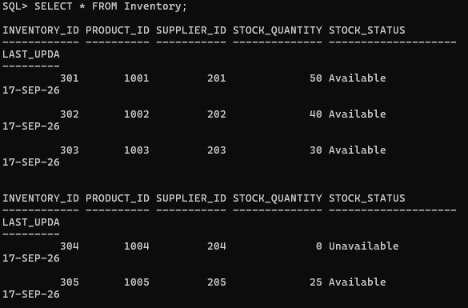 SQL> SELECT * FROM Inventory;
INVENTORY_ID PRODUCT_ID SUPPLIER_ID STOCK_QUANTITY STOCK_STATUS
------------ ---------- ----------- -------------- --------------------
LAST_UPDA
---------
301 1001 201 50 Available
17-SEP-26
302 1002 202 40 Available
17-SEP-26
303 1003 203 30 Available
17-SEP-26
INVENTORY_ID PRODUCT_ID SUPPLIER_ID STOCK_QUANTITY STOCK_STATUS
------------ ---------- ----------- -------------- --------------------
LAST_UPDA
---------
304 1004 204 0 Unavailable
17-SEP-26
305 1005 205 25 Available
17-SEP-26